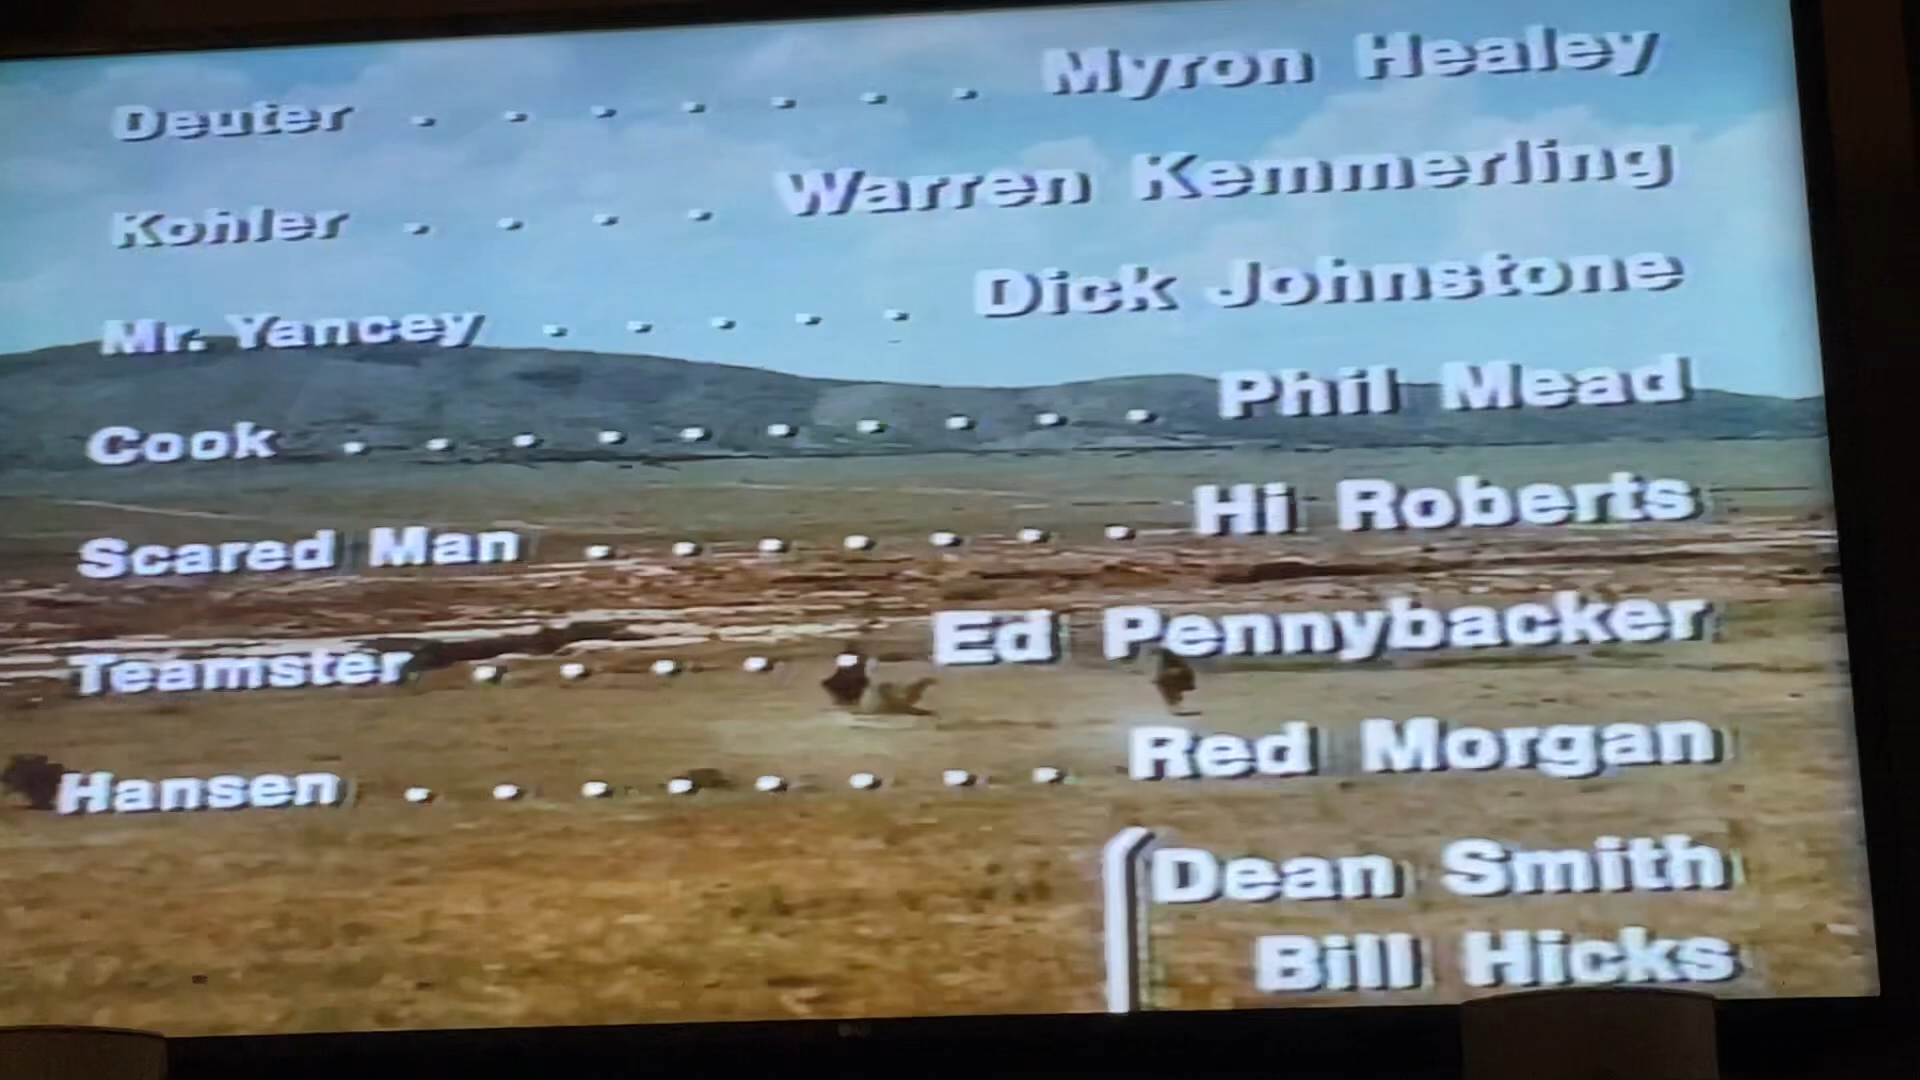 Deuter . . . . . . . Myron Healey
Kohler . . . . Warren Kemmerling
Mr. Yancey . . . . . Dick Johnstone
Cook . . . . . . . . . . Phil Mead
Scared Man . . . . . . . Hi Roberts
Teamster . . . . . Ed Pennybacker
Hansen . . . . . . . . Red Morgan
Dean Smith
Bill Hicks
LG